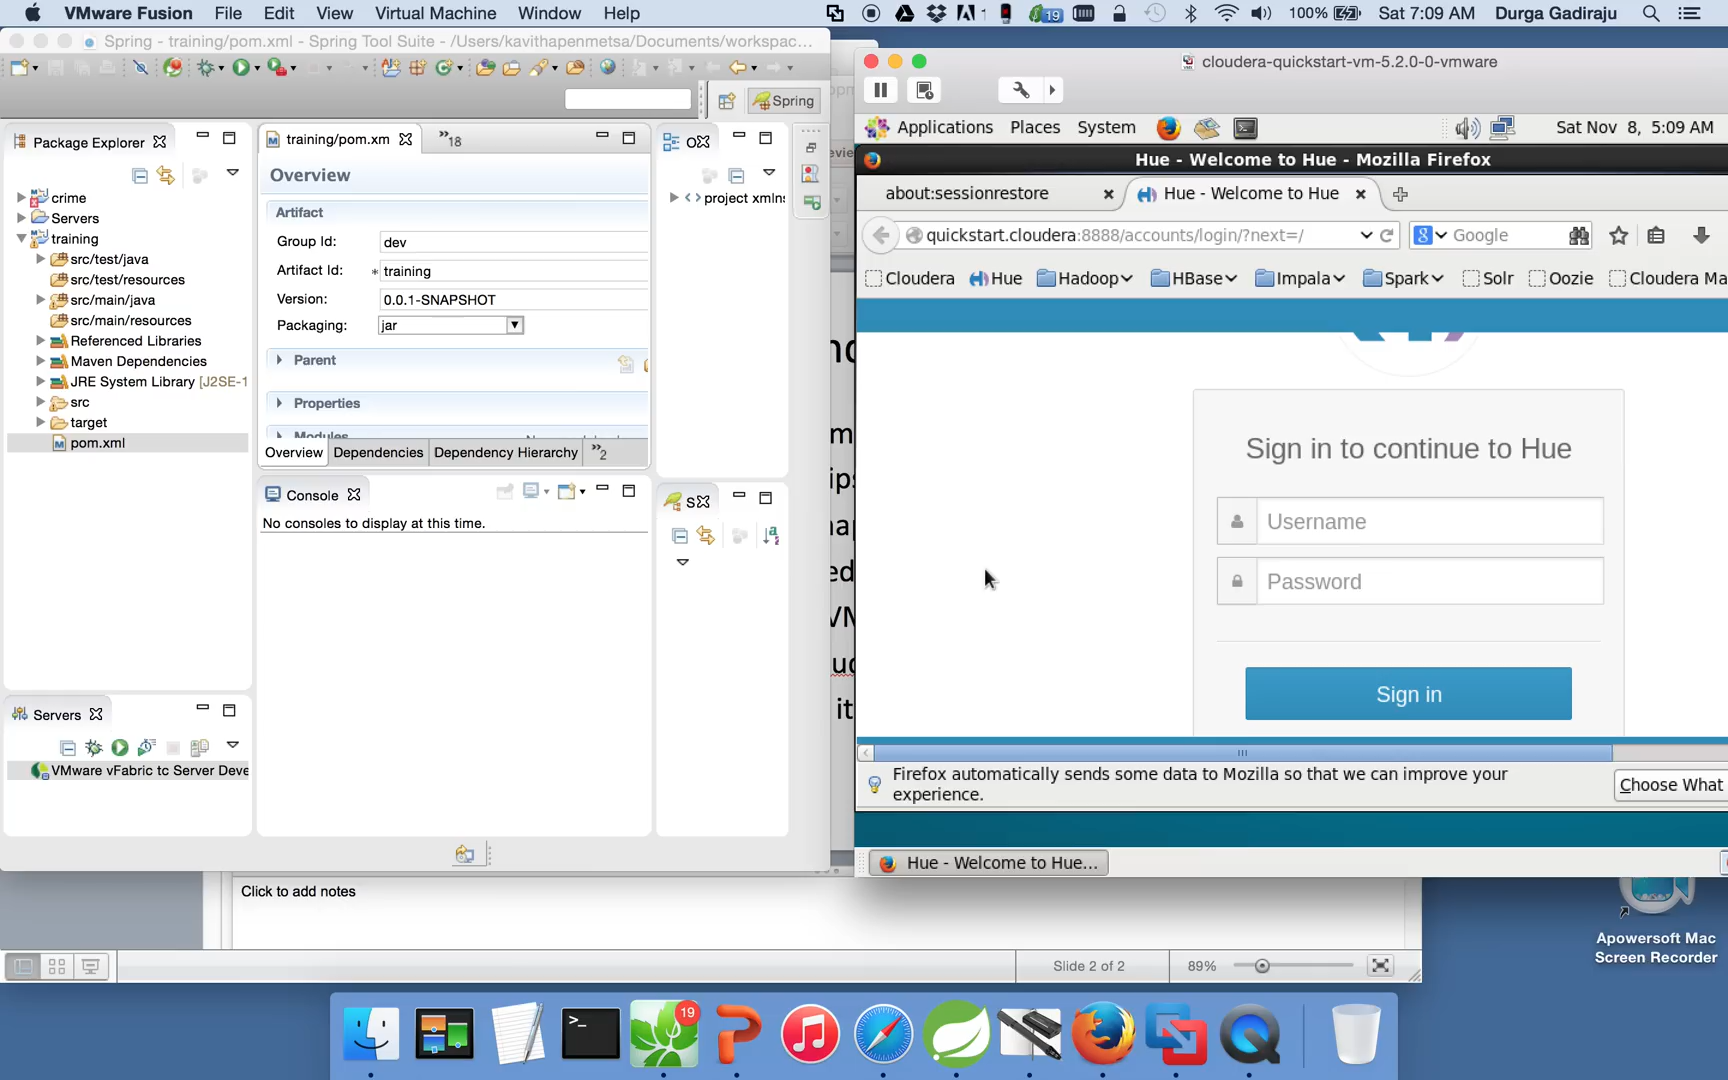 VMware Fusion File Edit View Virtual Machine Window Help
19 100% Sat 7:09 AM Durga Gadiraju
Spring - training/pom.xml - Spring Tool Suite - /Users/kavithapenmetsa/Documents/workspac...
Spring
Package Explorer
crime
Servers
training
src/test/java
src/test/resources
src/main/java
src/main/resources
Referenced Libraries
Maven Dependencies
JRE System Library [J2SE-1
src
target
pom.xml
training/pom.xm
18
Overview
Artifact
Group Id: dev
Artifact Id: * training
Version: 0.0.1-SNAPSHOT
Packaging: jar
Parent
Properties
Modules
Overview Dependencies Dependency Hierarchy 2
project xmlns
Console
No consoles to display at this time.
Servers
VMware vFabric tc Server Deve
cloudera-quickstart-vm-5.2.0-0-vmware
Applications Places System
Sat Nov 8, 5:09 AM
Hue - Welcome to Hue - Mozilla Firefox
about:sessionrestore
Hue - Welcome to Hue
quickstart.cloudera:8888/accounts/login/?next=/
Google
Cloudera Hue Hadoop HBase Impala Spark Solr Oozie Cloudera Ma
Sign in to continue to Hue
Username
Password
Sign in
Firefox automatically sends some data to Mozilla so that we can improve your
experience.
Choose What
Hue - Welcome to Hue...
Click to add notes
Slide 2 of 2 89%
Apowersoft Mac
Screen Recorder
19